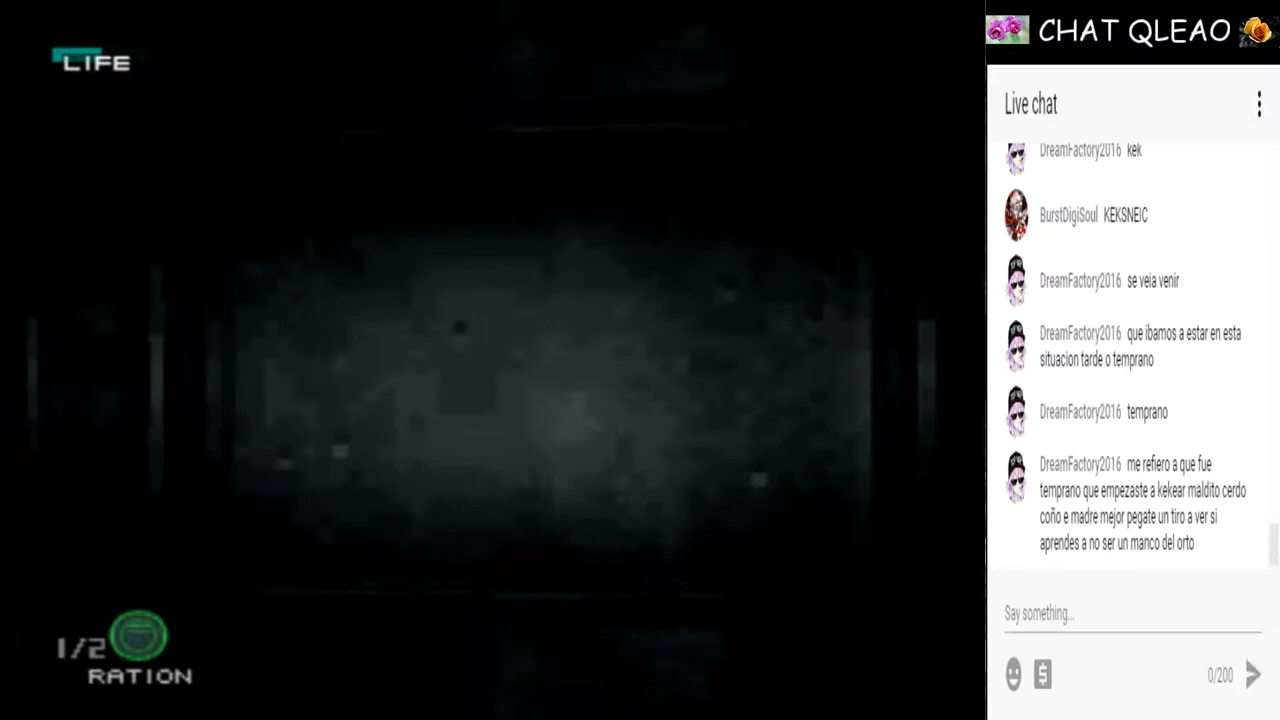 LIFE
1/2
RATION
CHAT QLEAO
Live chat
DreamFactory2016 kek
BurstDigiSoul KEKSNEIC
DreamFactory2016 se veia venir
DreamFactory2016 que ibamos a estar en esta
situacion tarde o temprano
DreamFactory2016 temprano
DreamFactory2016 me refiero a que fue
temprano que empezaste a kekear maldito cerdo
coño e madre mejor pegate un tiro a ver si
aprendes a no ser un manco del orto
Say something...
0/200